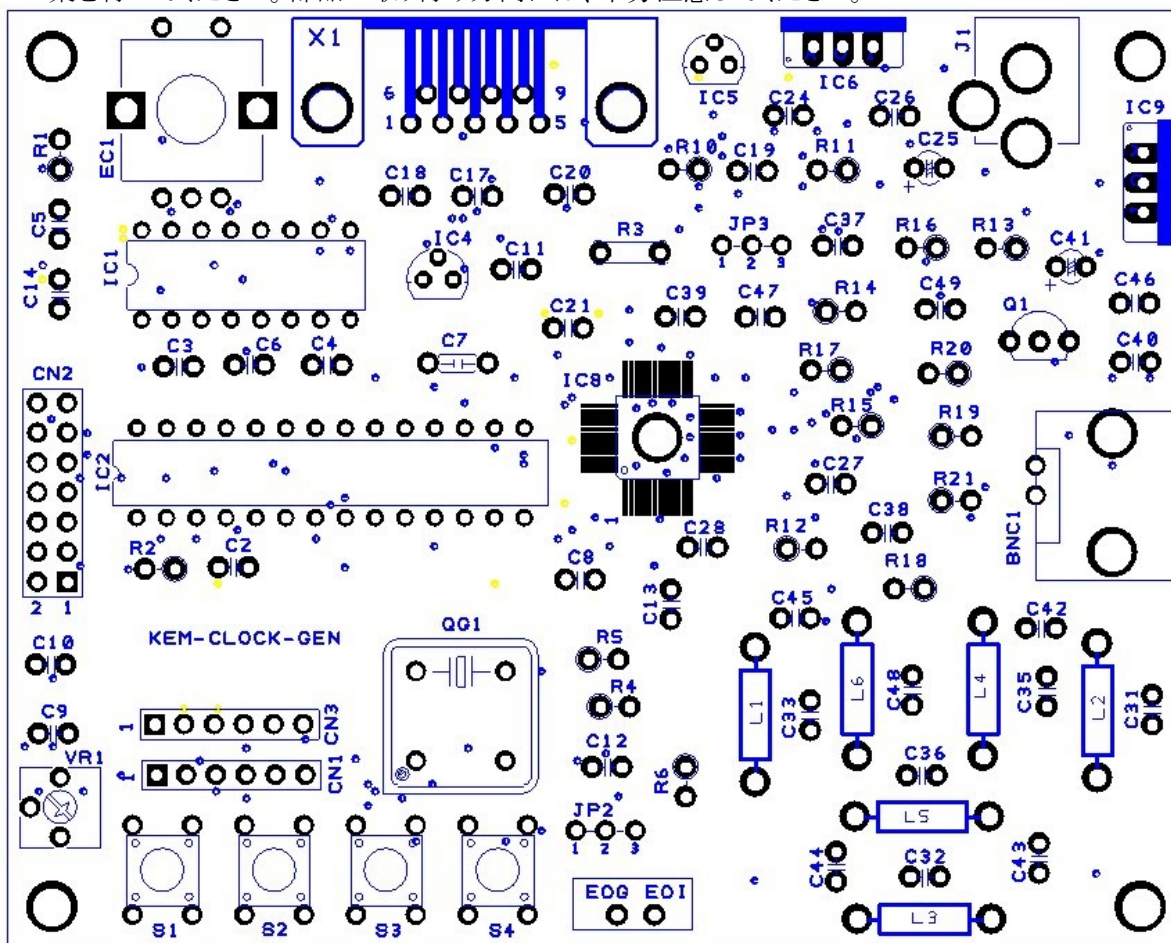 X1
J1
6 9
IC5
IC6
1 5
IC9
R1
EC1
C24
C26
C25
+
R10
C19
R11
C18
C17
C20
C5
IC1
IC4
C11
R3
JP3
1 2 3
C37
R16
R13
C41
+
C14
C21
C39
C47
R14
C49
Q1
C46
C3
C6
C4
C7
IC8
R17
R20
C40
CN2
R15
R19
IC2
C27
R21
1
C38
BNC1
R2
C2
C28
R12
C8
R18
2 1
C13
C45
C42
C10
KEM-CLOCK-GEN
QG1
R5
R4
L1
C33
L6
C48
L4
C35
L2
C31
1
CN3
C9
VR1
1
CN1
C12
R6
C36
JP2
1 2 3
L5
C44
C32
C43
EOG EOI
L3
S1
S2
S3
S4